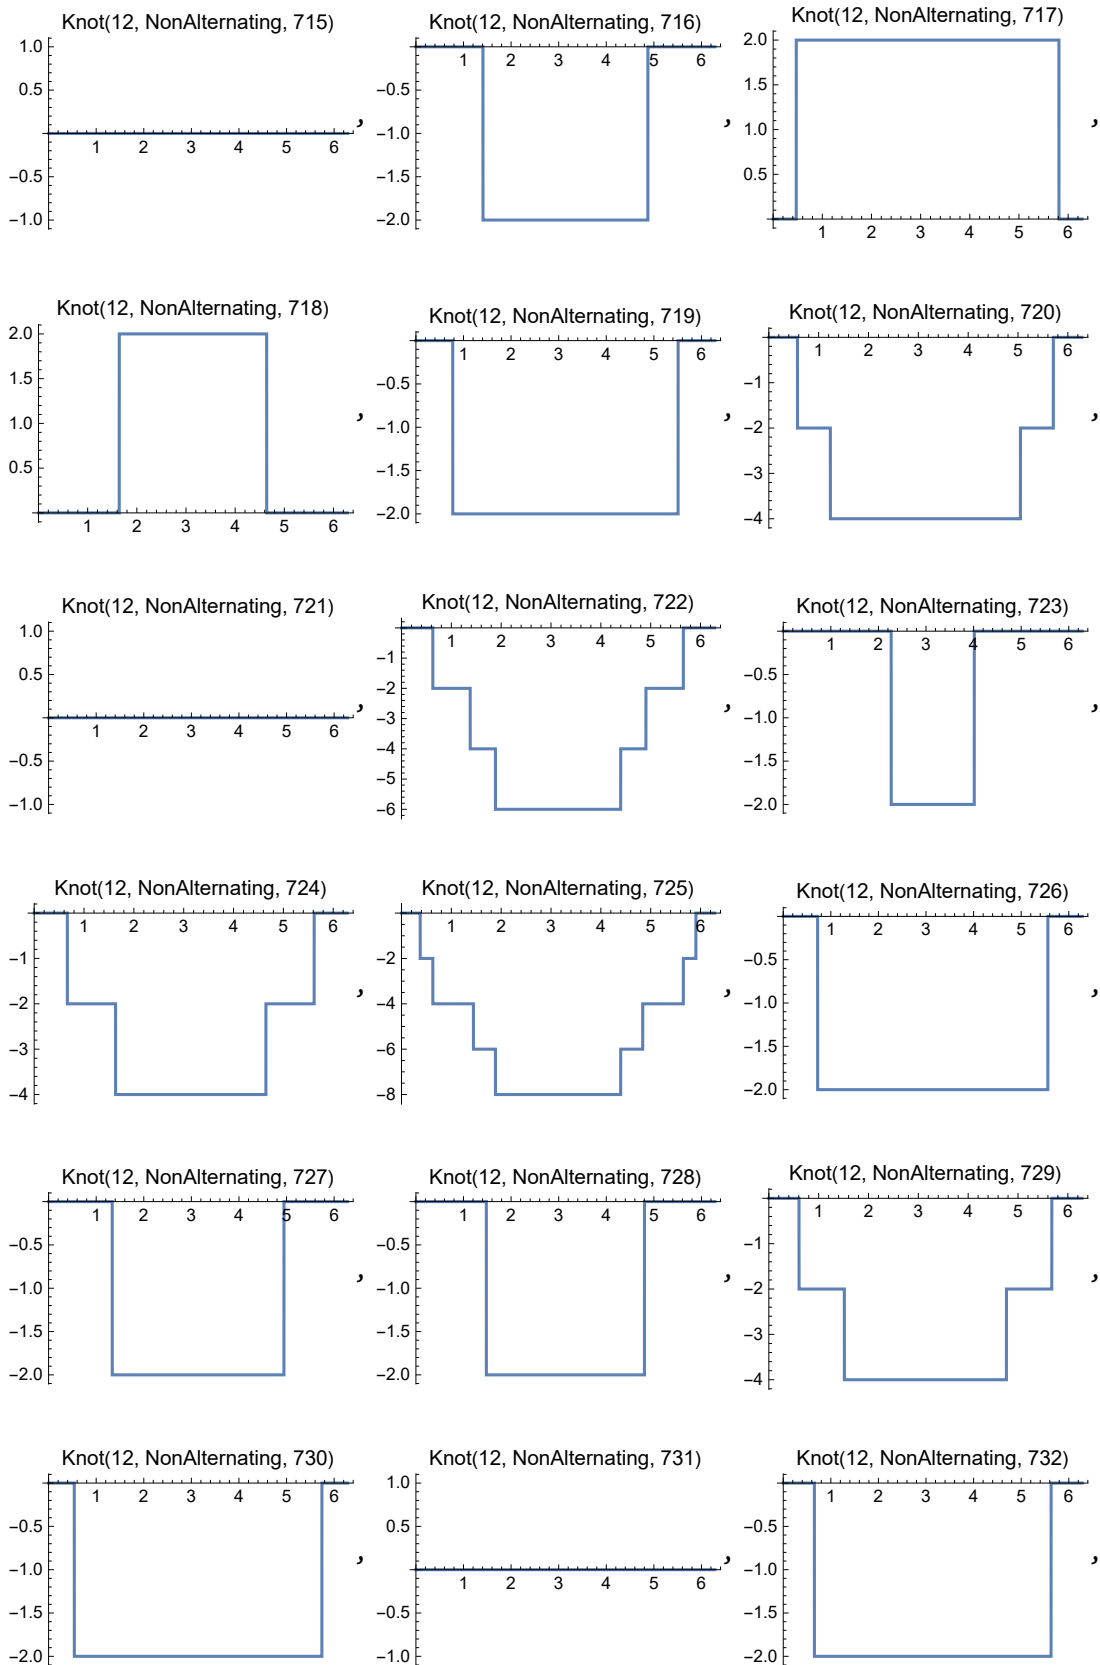 Knot(12, NonAlternating, 715)
1.0
0.5
1 2 3 4 5 6
−0.5
−1.0
,
Knot(12, NonAlternating, 716)
1 2 3 4 5 6
−0.5
−1.0
−1.5
−2.0
,
Knot(12, NonAlternating, 717)
2.0
1.5
1.0
0.5
1 2 3 4 5 6
,
Knot(12, NonAlternating, 718)
2.0
1.5
1.0
0.5
1 2 3 4 5 6
,
Knot(12, NonAlternating, 719)
1 2 3 4 5 6
−0.5
−1.0
−1.5
−2.0
,
Knot(12, NonAlternating, 720)
1 2 3 4 5 6
−1
−2
−3
−4
,
Knot(12, NonAlternating, 721)
1.0
0.5
1 2 3 4 5 6
−0.5
−1.0
,
Knot(12, NonAlternating, 722)
1 2 3 4 5 6
−1
−2
−3
−4
−5
−6
,
Knot(12, NonAlternating, 723)
1 2 3 4 5 6
−0.5
−1.0
−1.5
−2.0
,
Knot(12, NonAlternating, 724)
1 2 3 4 5 6
−1
−2
−3
−4
,
Knot(12, NonAlternating, 725)
1 2 3 4 5 6
−2
−4
−6
−8
,
Knot(12, NonAlternating, 726)
1 2 3 4 5 6
−0.5
−1.0
−1.5
−2.0
,
Knot(12, NonAlternating, 727)
1 2 3 4 5 6
−0.5
−1.0
−1.5
−2.0
,
Knot(12, NonAlternating, 728)
1 2 3 4 5 6
−0.5
−1.0
−1.5
−2.0
,
Knot(12, NonAlternating, 729)
1 2 3 4 5 6
−1
−2
−3
−4
,
Knot(12, NonAlternating, 730)
1 2 3 4 5 6
−0.5
−1.0
−1.5
−2.0
,
Knot(12, NonAlternating, 731)
1.0
0.5
1 2 3 4 5 6
−0.5
−1.0
,
Knot(12, NonAlternating, 732)
1 2 3 4 5 6
−0.5
−1.0
−1.5
−2.0
,